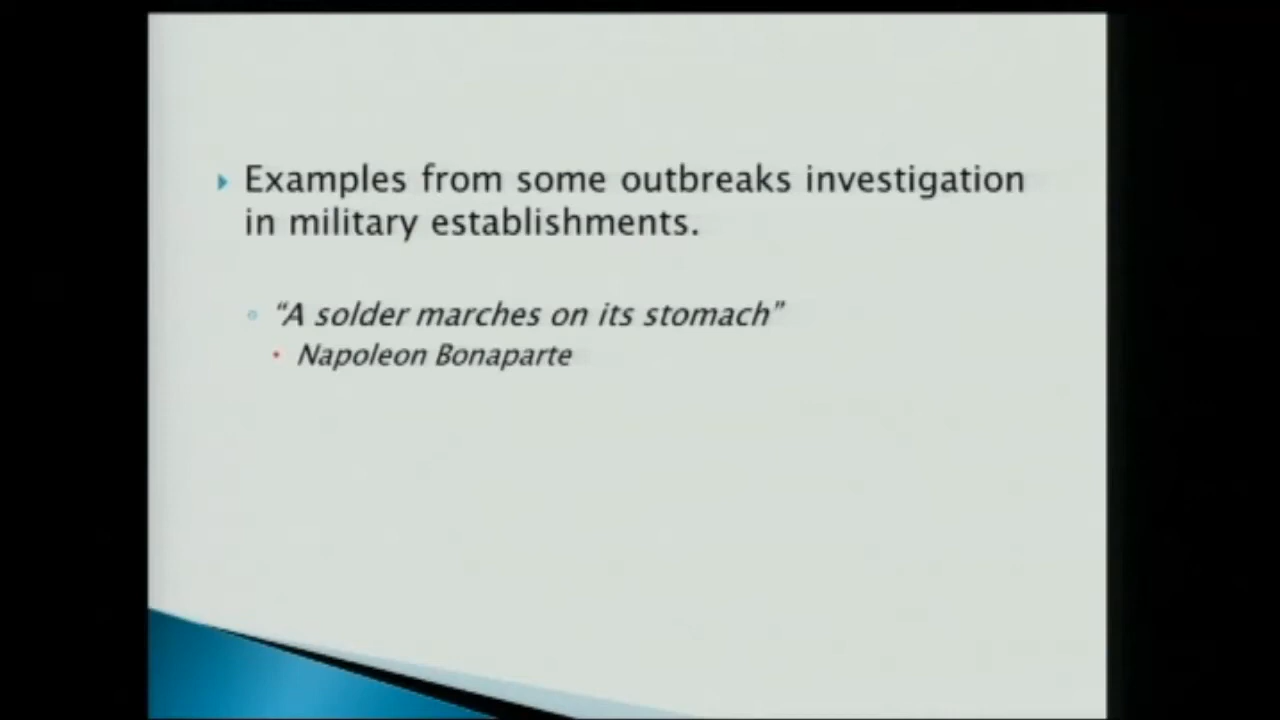 Examples from some outbreaks investigation
in military establishments.
“A solder marches on its stomach”
Napoleon Bonaparte